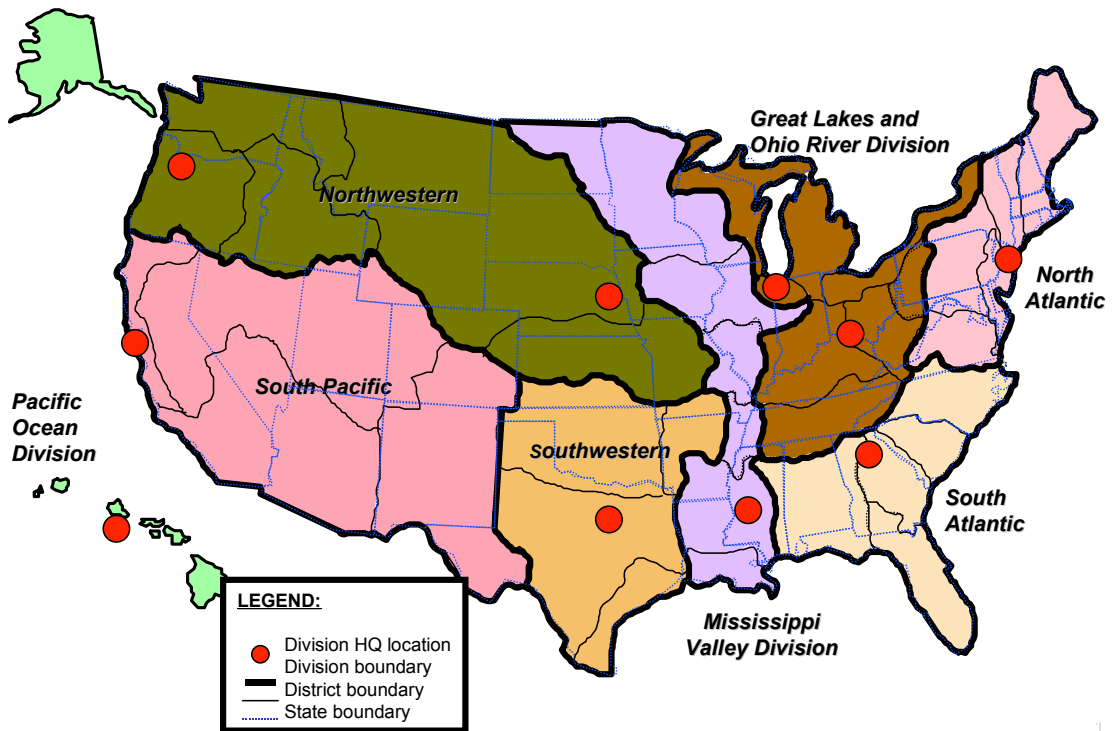 Great Lakes and
Ohio River Division
Northwestern
North
Atlantic
South Pacific
Pacific
Ocean
Division
Southwestern
South
Atlantic
Mississippi
Valley Division
LEGEND:
Division HQ location
Division boundary
District boundary
State boundary
1